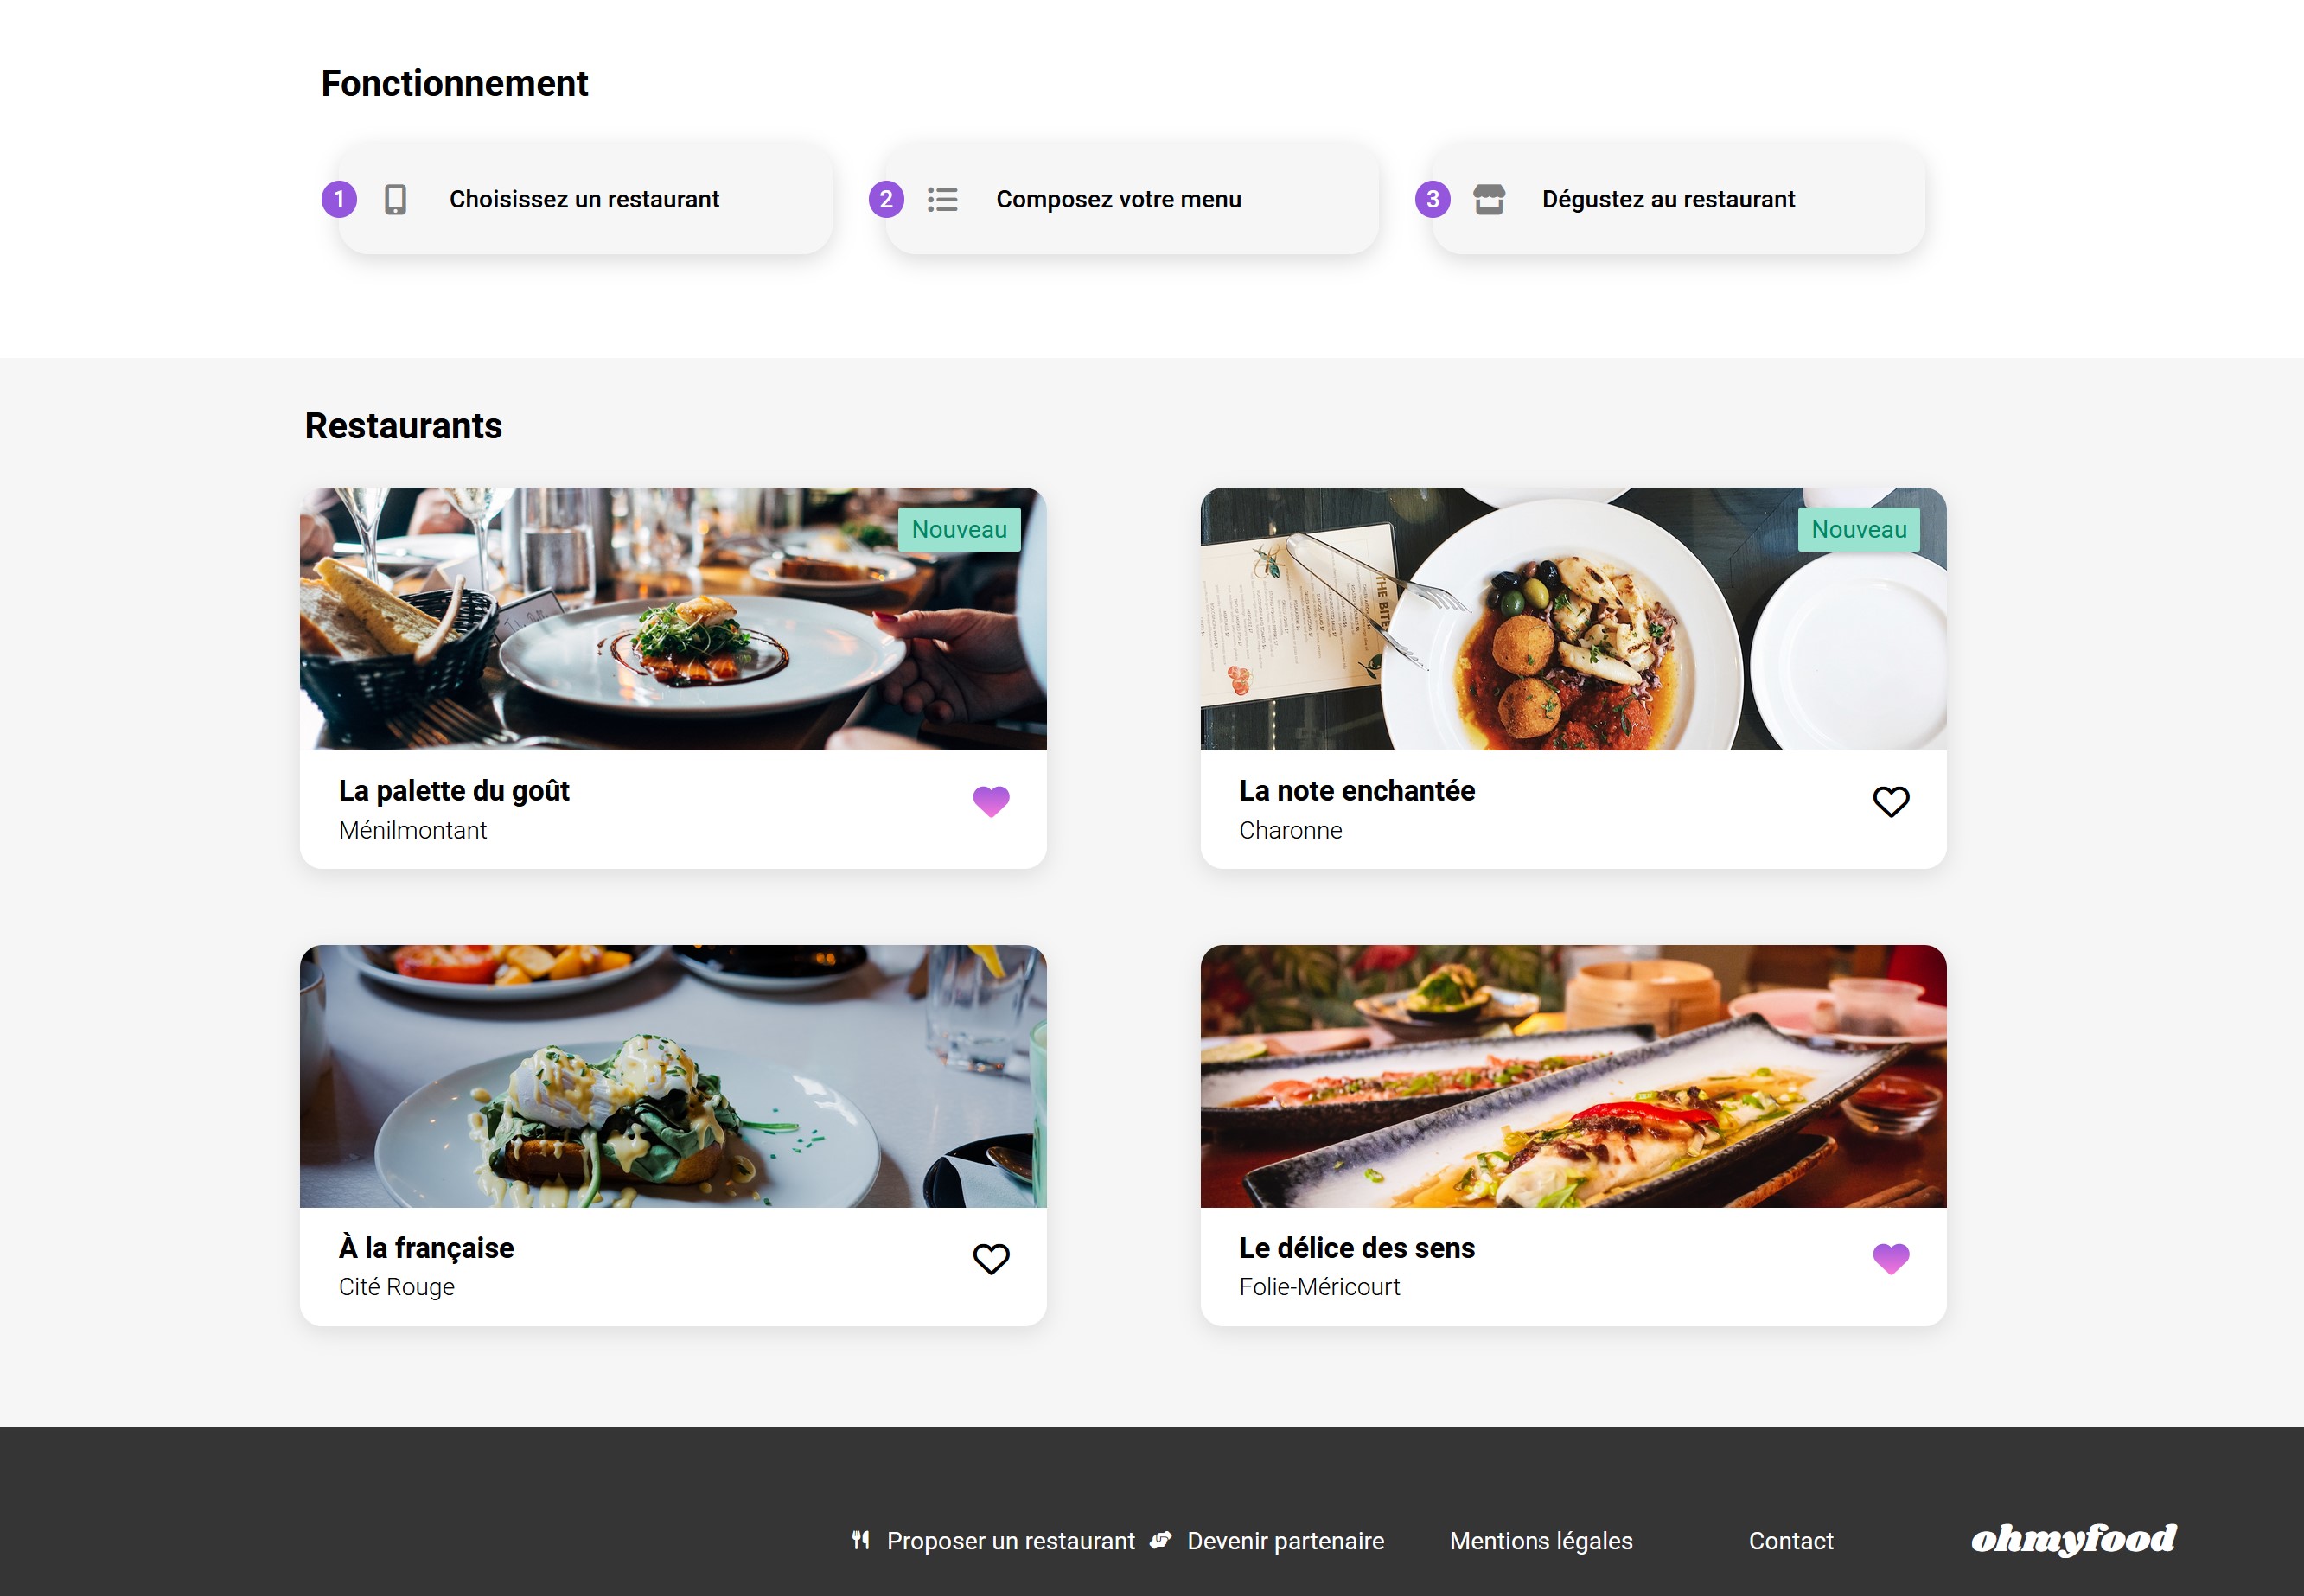 Fonctionnement
1 Choisissez un restaurant
2 Composez votre menu
3 Dégustez au restaurant
Restaurants
Nouveau
La palette du goût
Ménilmontant
Nouveau
THE BITE
La note enchantée
Charonne
À la française
Cité Rouge
Le délice des sens
Folie-Méricourt
Proposer un restaurant
Devenir partenaire
Mentions légales
Contact
ohmyfood